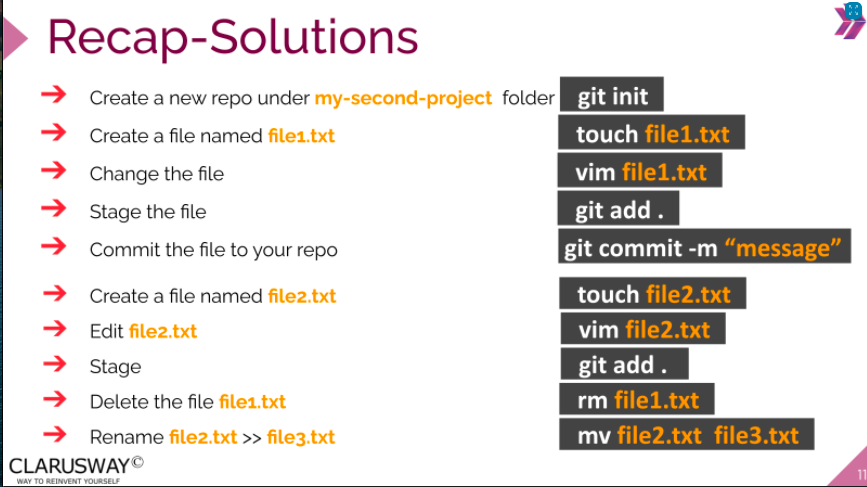 Recap-Solutions
➔ Create a new repo under my-second-project folder git init
➔ Create a file named file1.txt touch file1.txt
➔ Change the file vim file1.txt
➔ Stage the file git add .
➔ Commit the file to your repo git commit -m “message”
➔ Create a file named file2.txt touch file2.txt
➔ Edit file2.txt vim file2.txt
➔ Stage git add .
➔ Delete the file file1.txt rm file1.txt
➔ Rename file2.txt >> file3.txt mv file2.txt file3.txt
CLARUSWAY©
WAY TO REINVENT YOURSELF
11